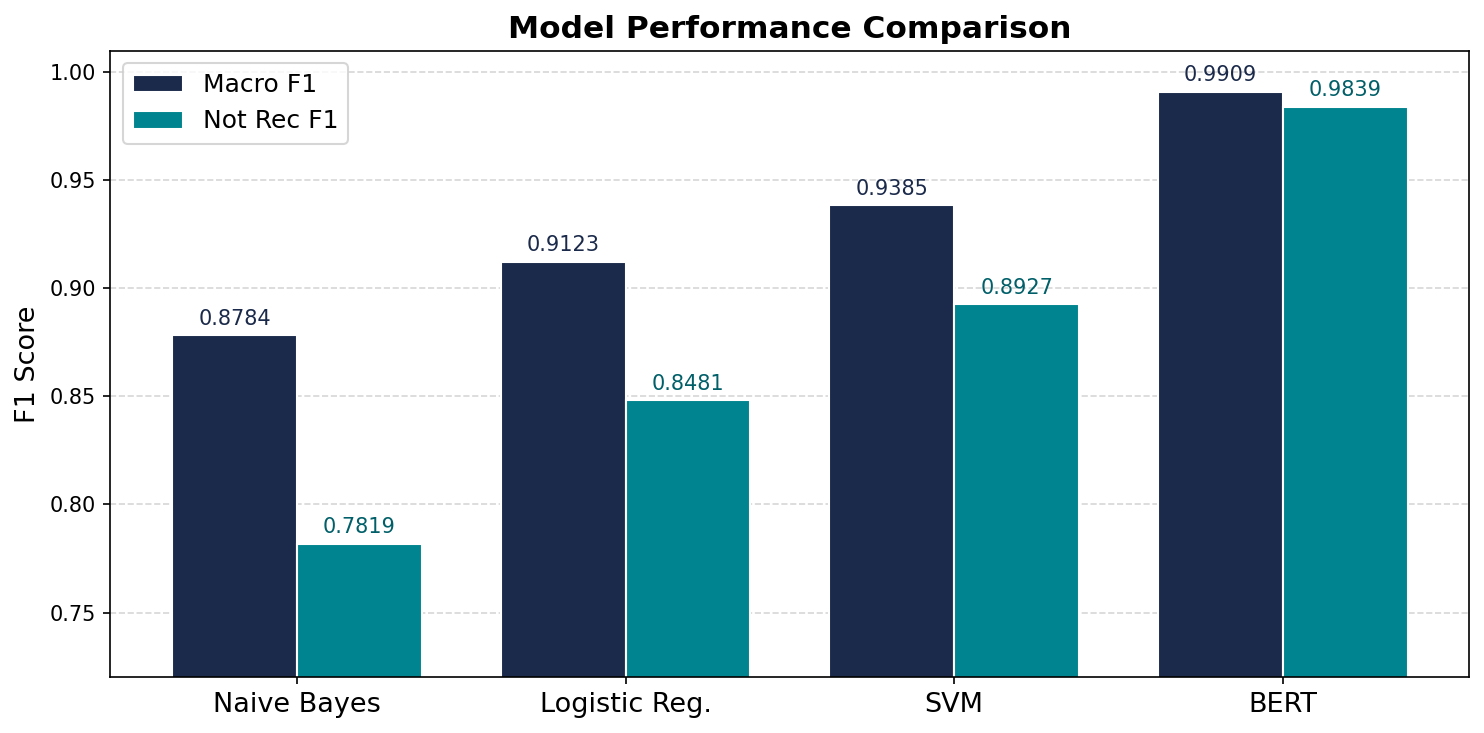 Model Performance Comparison
Macro F1
Not Rec F1
F1 Score
1.00
0.95
0.90
0.85
0.80
0.75
0.8784
0.7819
0.9123
0.8481
0.9385
0.8927
0.9909
0.9839
Naive Bayes
Logistic Reg.
SVM
BERT